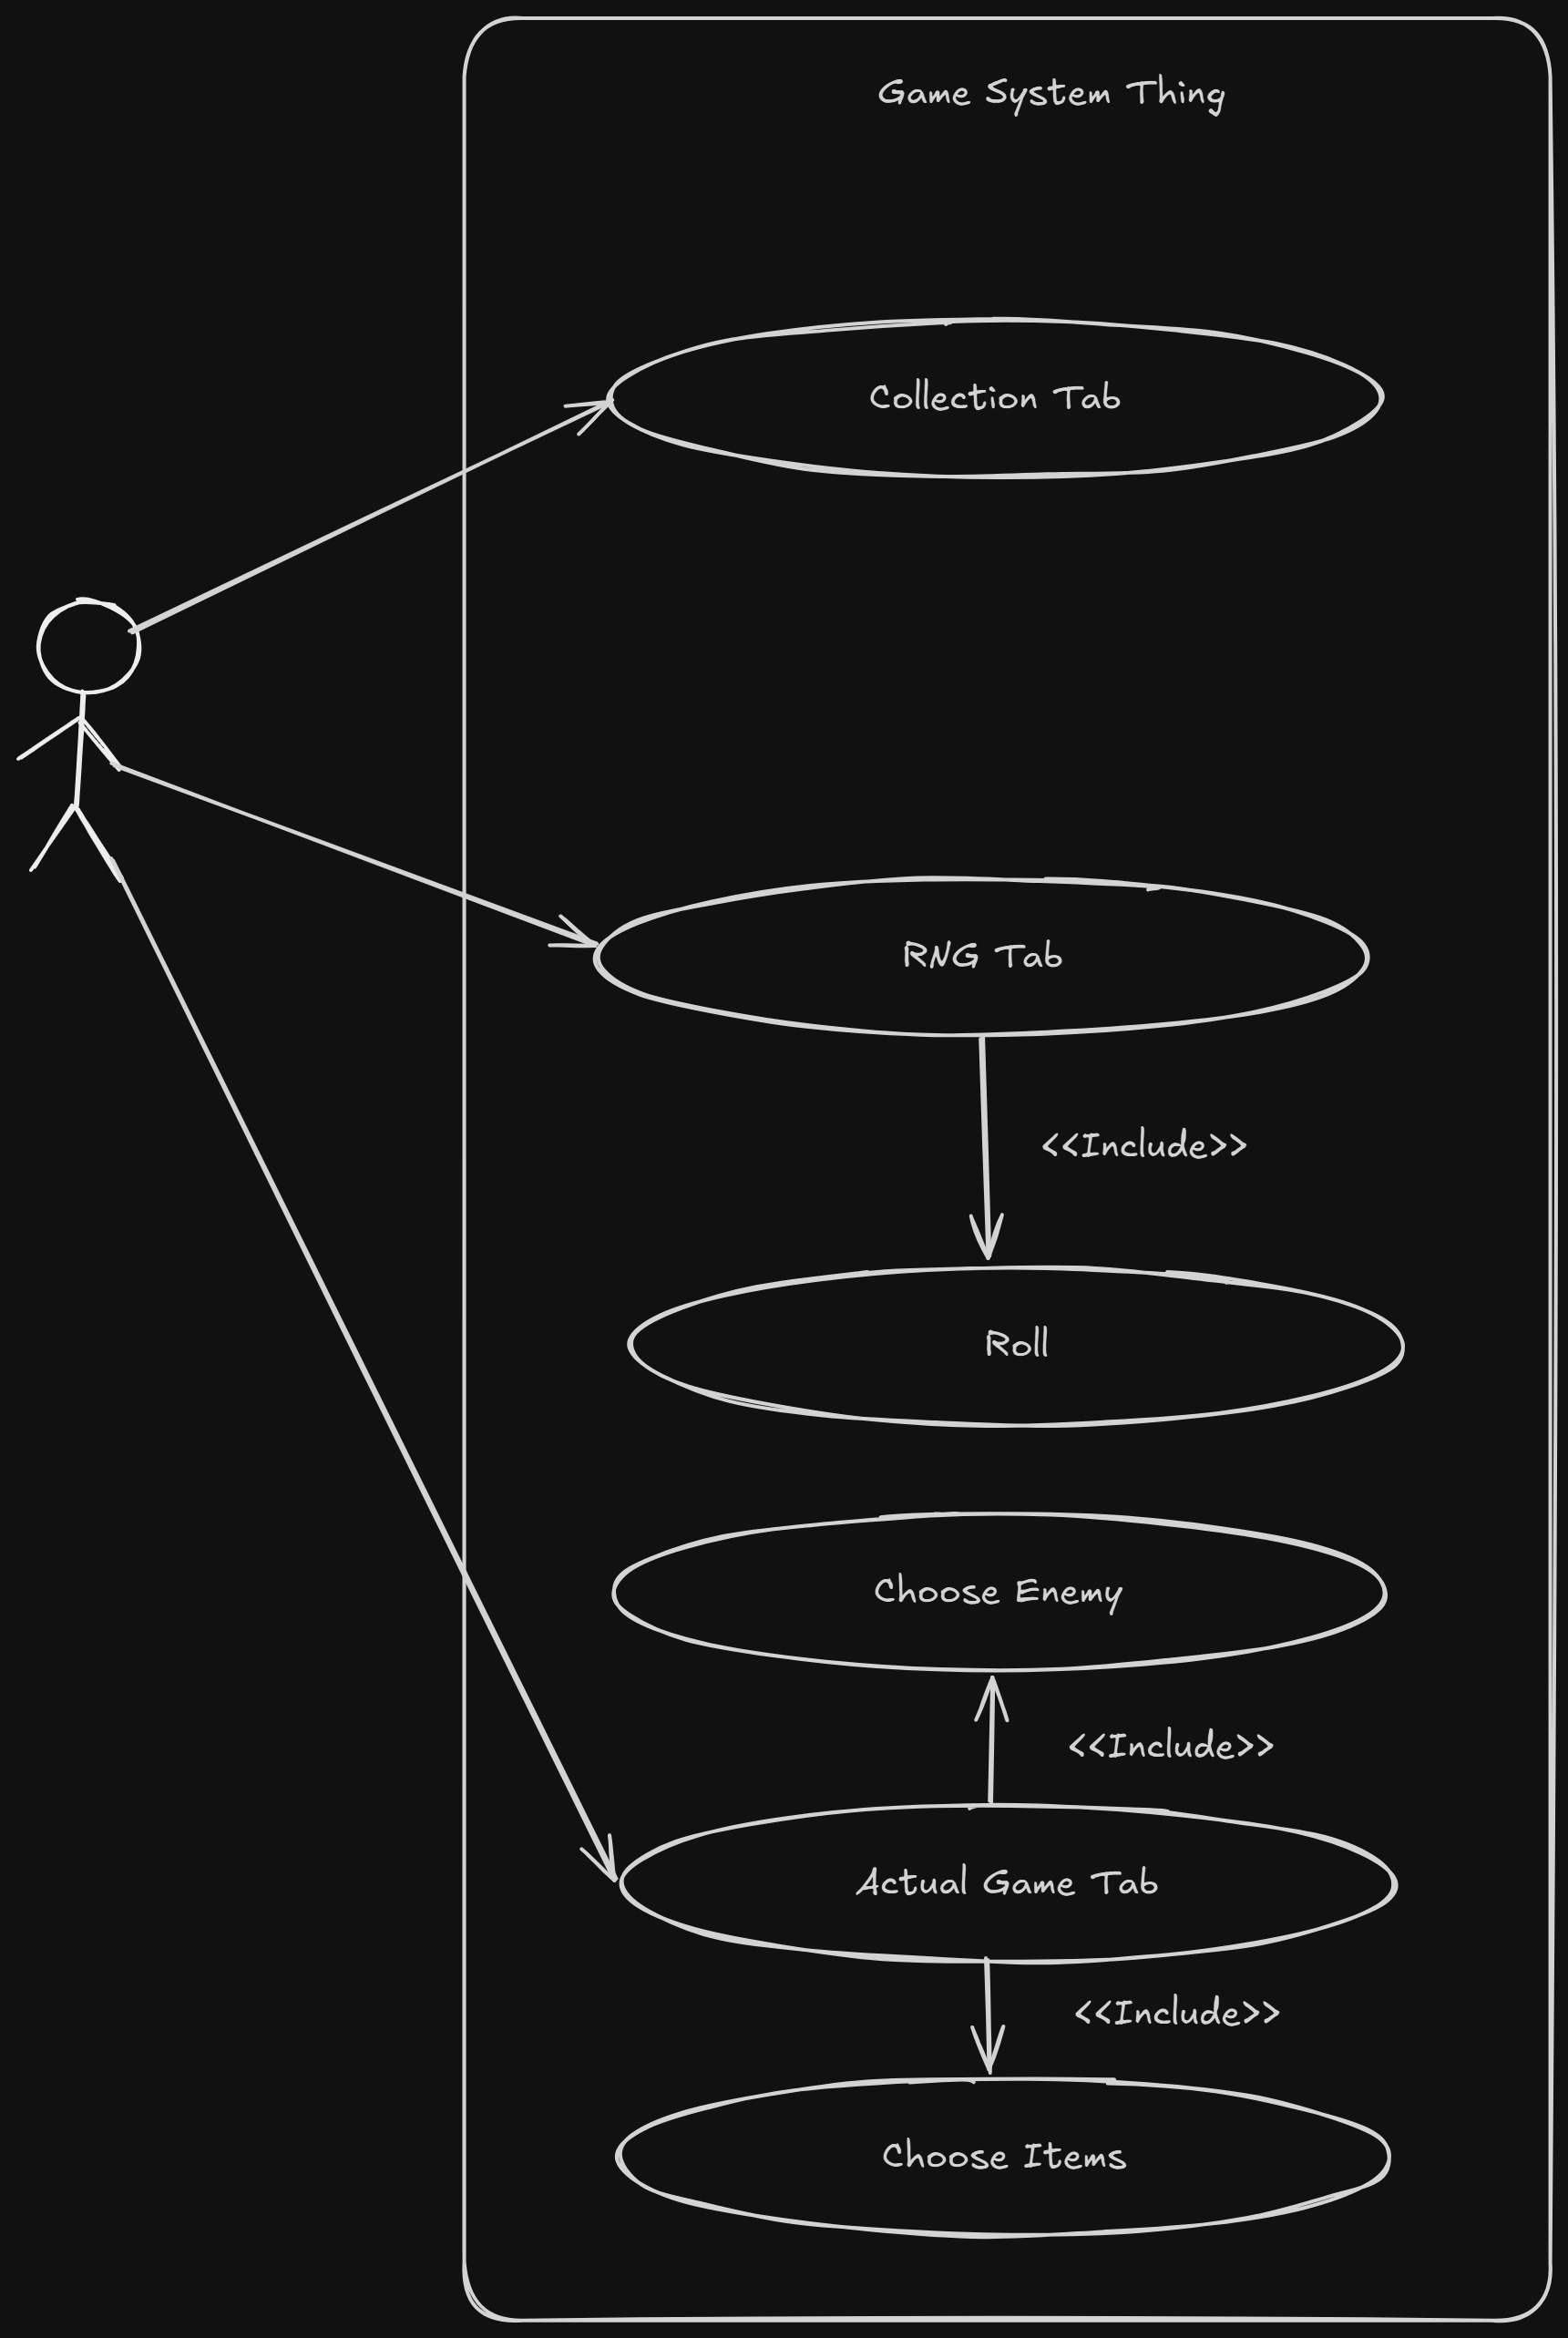 Game System Thing
Collection Tab
RNG Tab
<<Include>>
Roll
Choose Enemy
<<Include>>
Actual Game Tab
<<Include>>
Choose Items